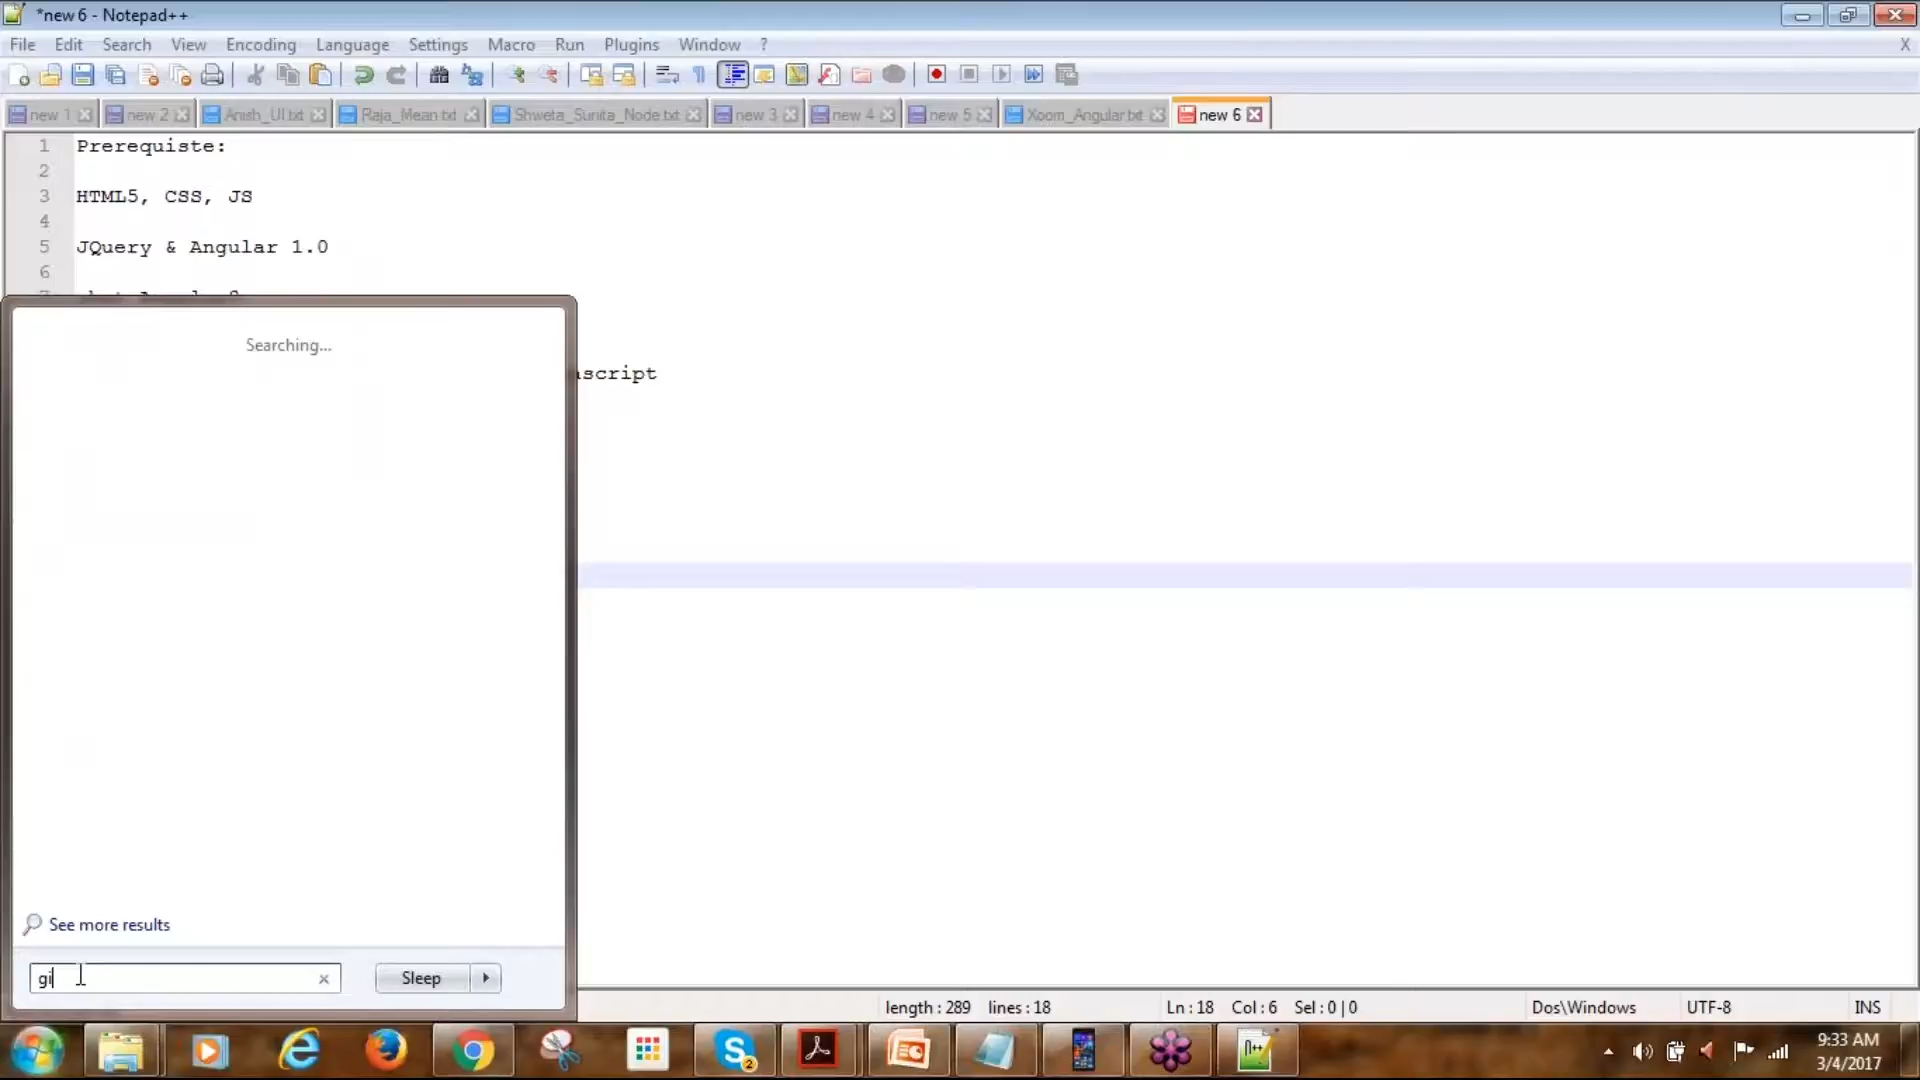 *new 6 - Notepad++
File Edit Search View Encoding Language Settings Macro Run Plugins Window ? X
new 1 new 2 Anish_UI.txt Raja_Mean.txt Shweta_Sunita_Node.txt new 3 new 4 new 5 Xoom_Angular.txt new 6
1 Prerequiste:
2
3 HTML5, CSS, JS
4
5 JQuery & Angular 1.0
6
Searching...
script
See more results
gi
Sleep
length : 289 lines : 18 Ln : 18 Col : 6 Sel : 0 | 0 Dos\Windows UTF-8 INS
9:33 AM
3/4/2017